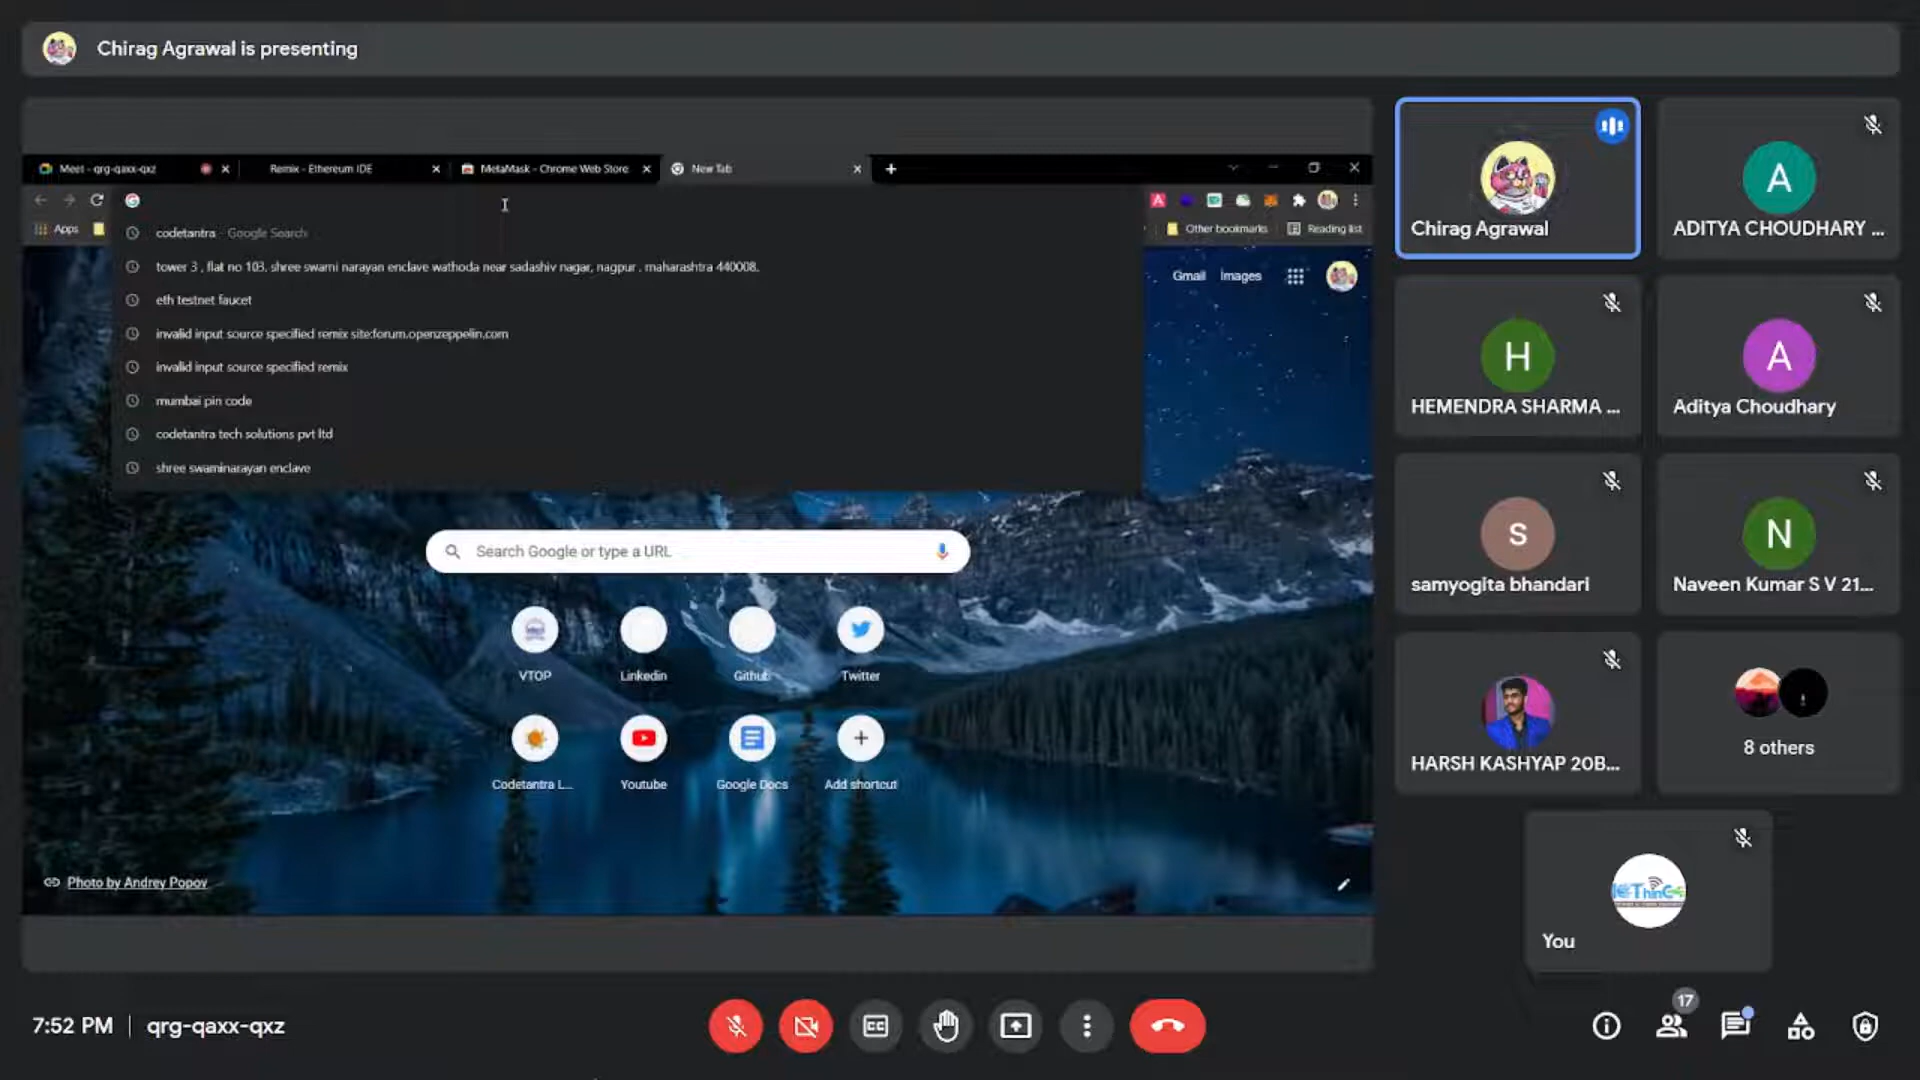 Chirag Agrawal is presenting
Meet - qrg-qaxx-qxz
Remix - Ethereum IDE
MetaMask - Chrome Web Store
New Tab
Apps
Other bookmarks
Reading list
codetantra - Google Search
tower 3 , flat no 103, shree swami narayan enclave wathoda near sadashiv nagar, nagpur , maharashtra 440008.
eth testnet faucet
invalid input source specified remix site:forum.openzeppelin.com
invalid input source specified remix
mumbai pin code
codetantra tech solutions pvt ltd
shree swaminarayan enclave
Gmail
Images
Search Google or type a URL
VTOP
Linkedin
Github
Twitter
Codetantra L...
Youtube
Google Docs
Add shortcut
Photo by Andrey Popov
Chirag Agrawal
A
ADITYA CHOUDHARY ...
H
HEMENDRA SHARMA ...
A
Aditya Choudhary
s
samyogita bhandari
N
Naveen Kumar S V 21...
HARSH KASHYAP 20B...
8 others
You
7:52 PM
qrg-qaxx-qxz
CC
17